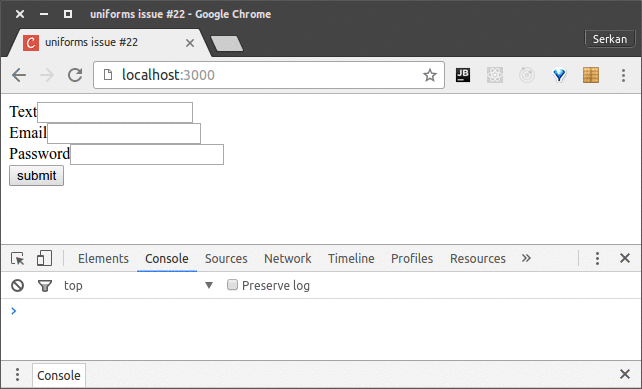 uniforms issue #22 - Google Chrome
uniforms issue #22
Serkan
localhost:3000
JB
Text
Email
Password
submit
Elements Console Sources Network Timeline Profiles Resources »
top Preserve log
Console